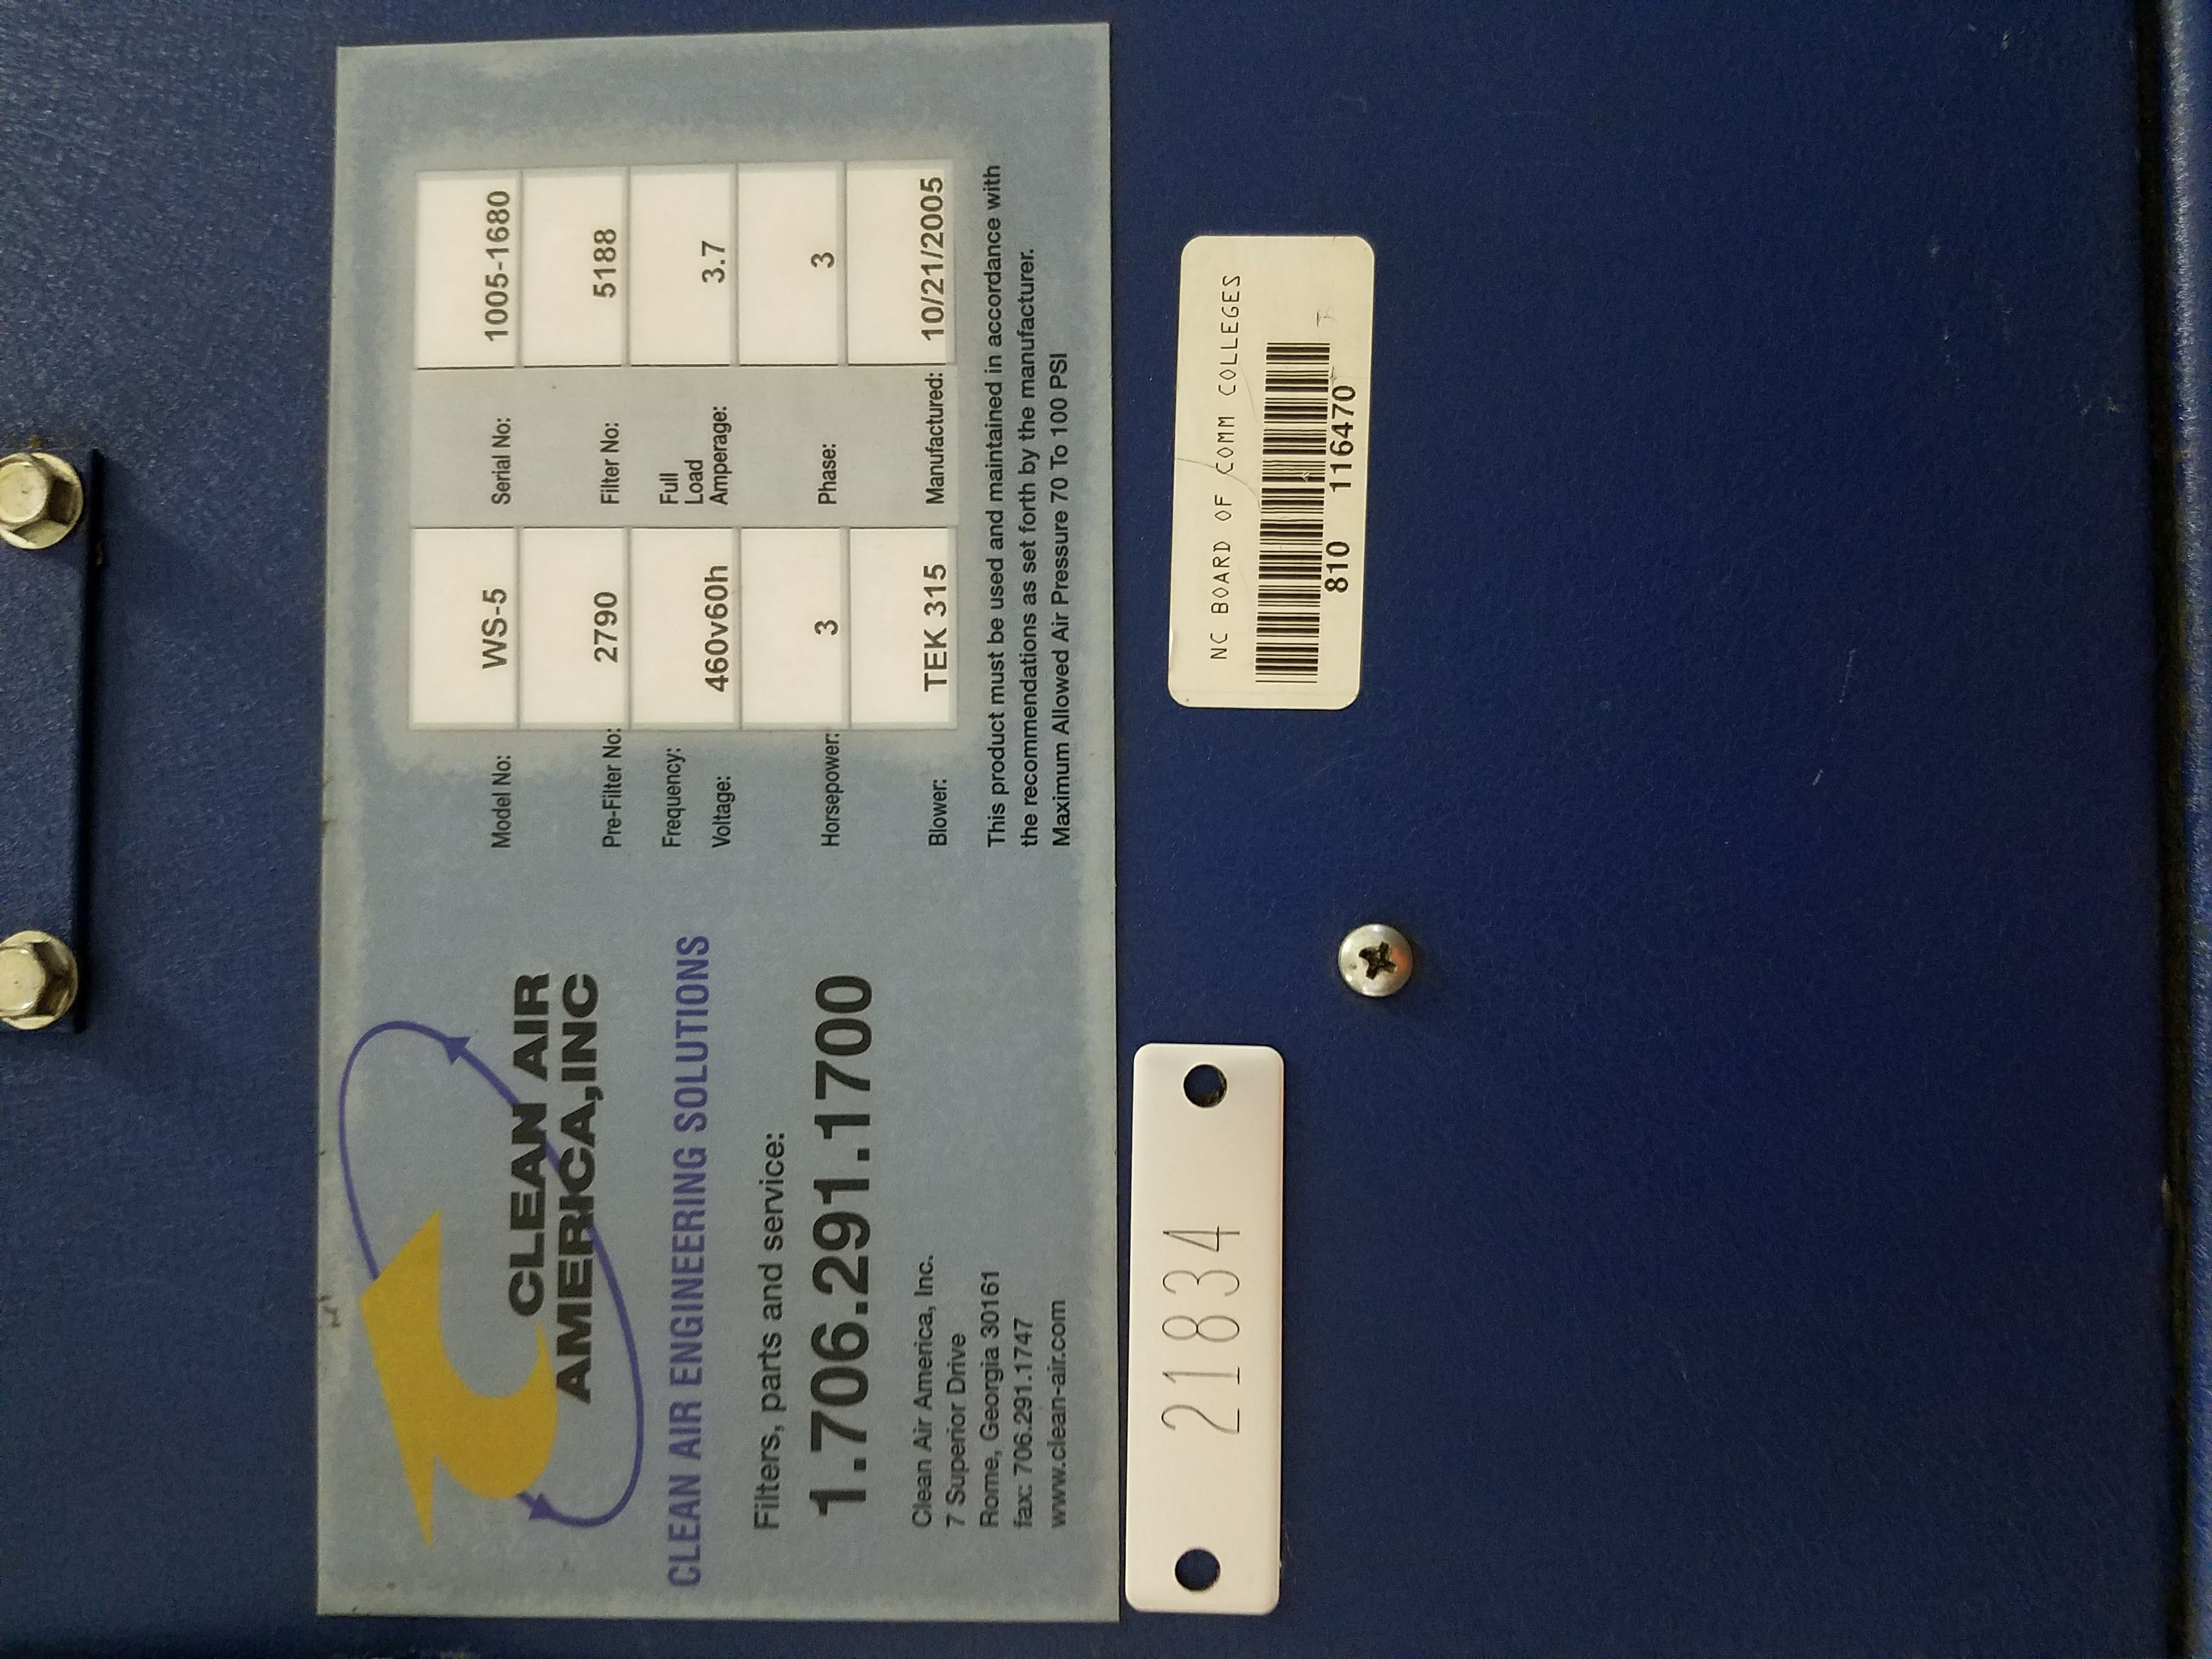 CLEAN AIR
AMERICA,INC
CLEAN AIR ENGINEERING SOLUTIONS
Filters, parts and service:
1.706.291.1700
Clean Air America, Inc.
7 Superior Drive
Rome, Georgia 30161
fax: 706.291.1747
www.clean-air.com
Model No: WS-5 Serial No: 1005-1680
Pre-Filter No: 2790 Filter No: 5188
Frequency:
Voltage: 460v60h
Full
Load
Amperage: 3.7
Horsepower: 3 Phase: 3
Blower: TEK 315 Manufactured: 10/21/2005
This product must be used and maintained in accordance with
the recommendations as set forth by the manufacturer.
Maximum Allowed Air Pressure 70 To 100 PSI
21834
NC BOARD OF COMM COLLEGES
810 116470